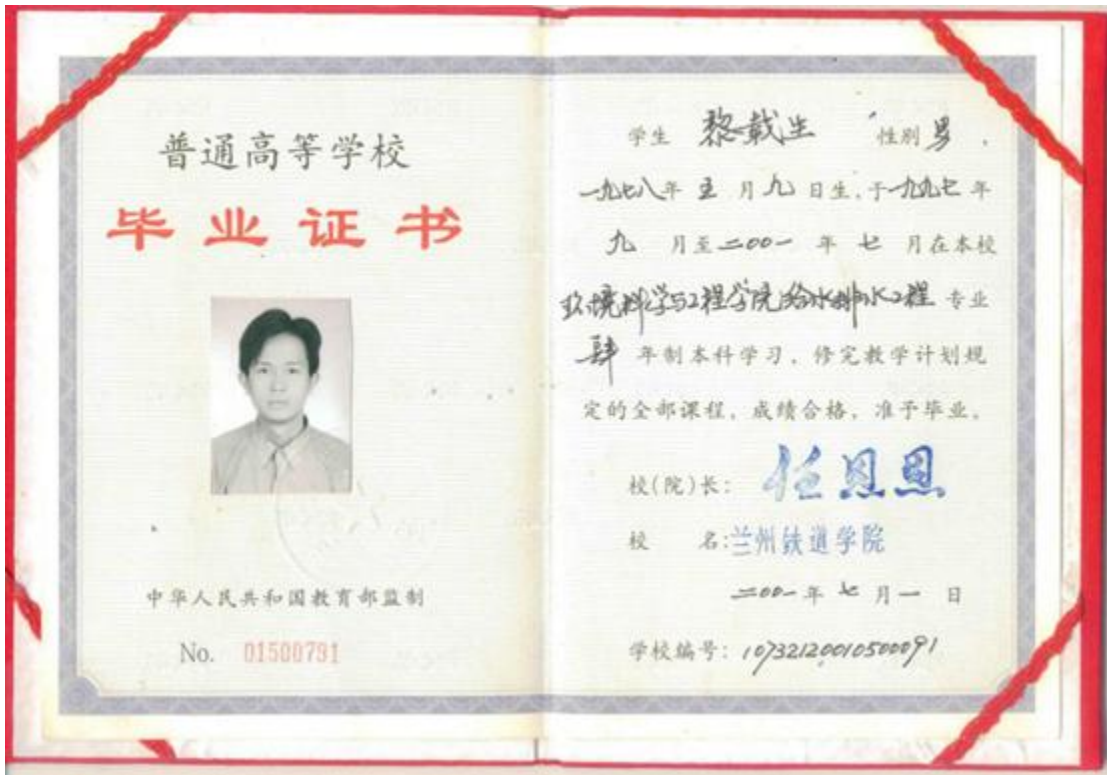 普通高等学校
毕业证书
中华人民共和国教育部监制
No. 01500791
学生 黎载生 性别 男，
一九七八年 五 月 九 日生，于一九九七 年
九 月至二〇〇一 年 七 月在本校
环境科学与工程学院给水排水工程 专业
肆 年制本科学习，修完教学计划规
定的全部课程，成绩合格，准予毕业。
校(院)长： 任恩恩
校 名：兰州铁道学院
二〇〇一年 七 月 一 日
学校编号：10732120010500091